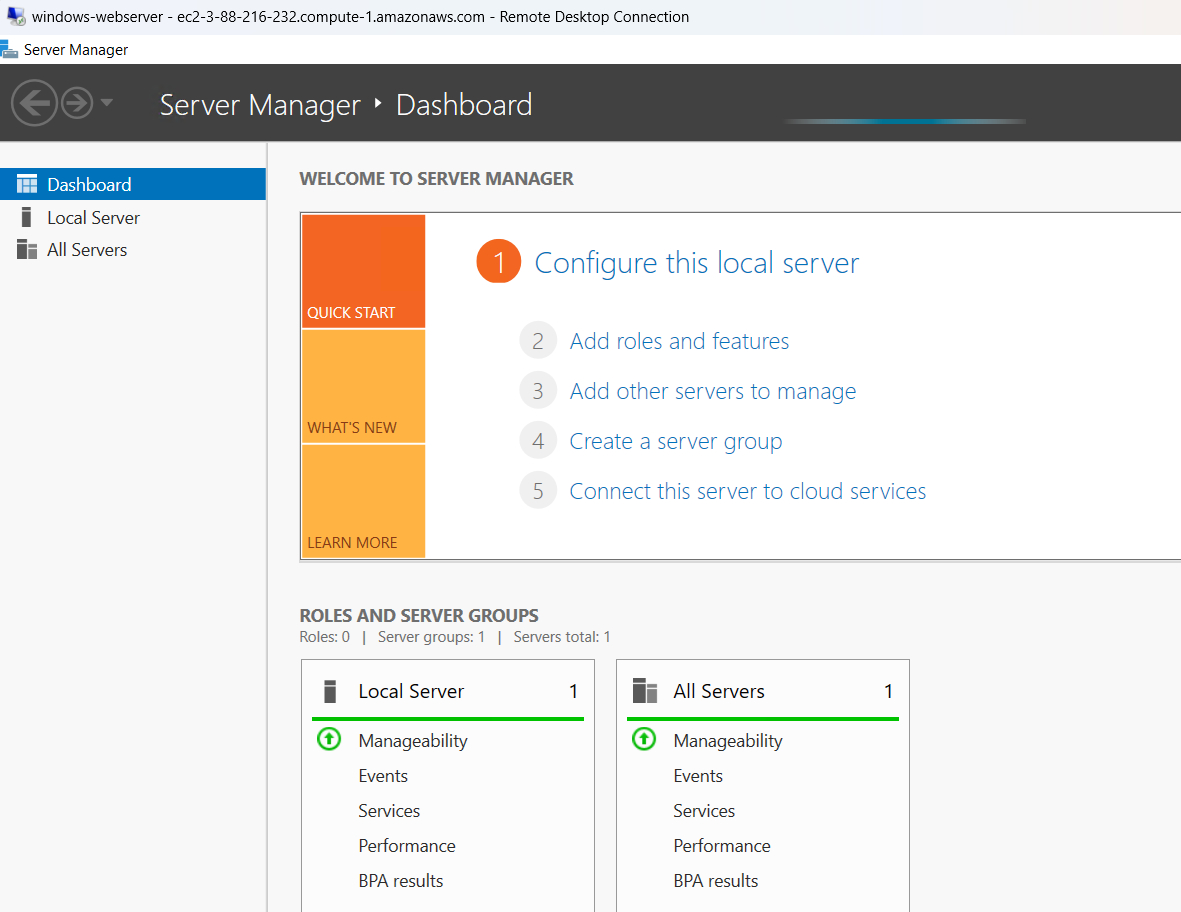 windows-webserver - ec2-3-88-216-232.compute-1.amazonaws.com - Remote Desktop Connection
Server Manager
Server Manager ‣ Dashboard
Dashboard
Local Server
All Servers
WELCOME TO SERVER MANAGER
QUICK START
WHAT'S NEW
LEARN MORE
1 Configure this local server
2 Add roles and features
3 Add other servers to manage
4 Create a server group
5 Connect this server to cloud services
ROLES AND SERVER GROUPS
Roles: 0 | Server groups: 1 | Servers total: 1
Local Server 1
Manageability
Events
Services
Performance
BPA results
All Servers 1
Manageability
Events
Services
Performance
BPA results